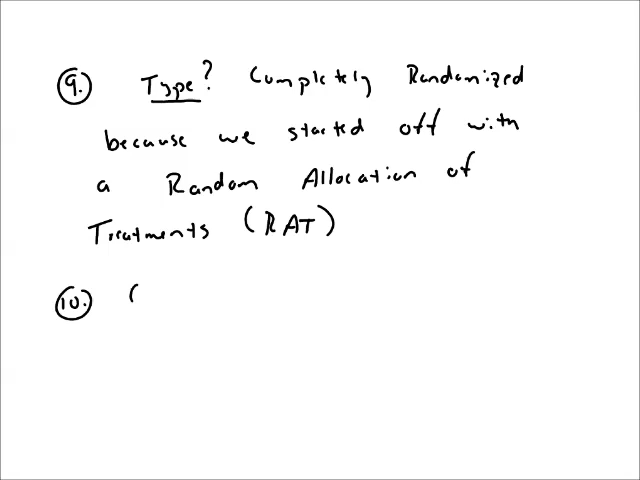 9. Type? Completely Randomized
because we started off with
a Random Allocation of
Treatments (RAT)
10. (